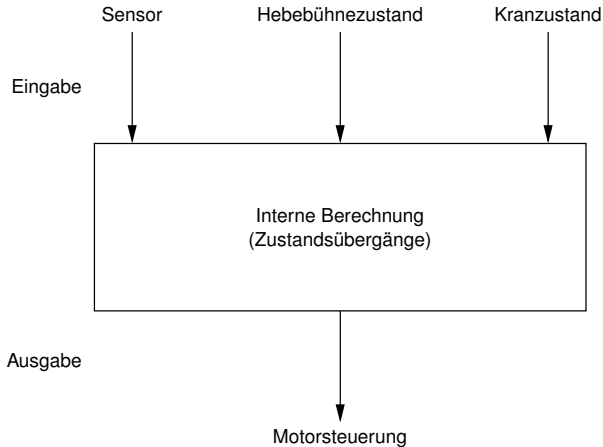 Sensor
Hebebühnezustand
Kranzustand
Eingabe
Interne Berechnung
(Zustandsübergänge)
Ausgabe
Motorsteuerung